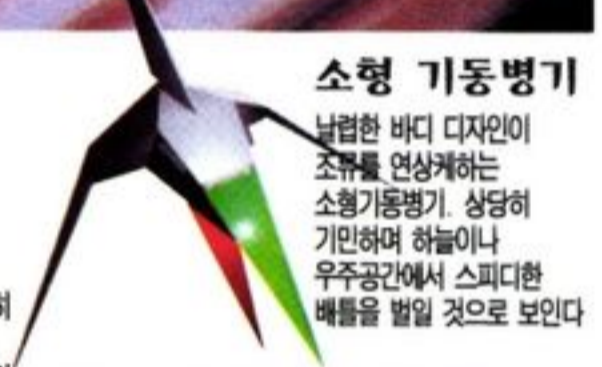 소형 기동병기
날렵한 바디 디자인이
조류를 연상케하는
소형기동병기. 상당히
기민하며 하늘이나
우주공간에서 스피디한
배틀을 벌일 것으로 보인다
히